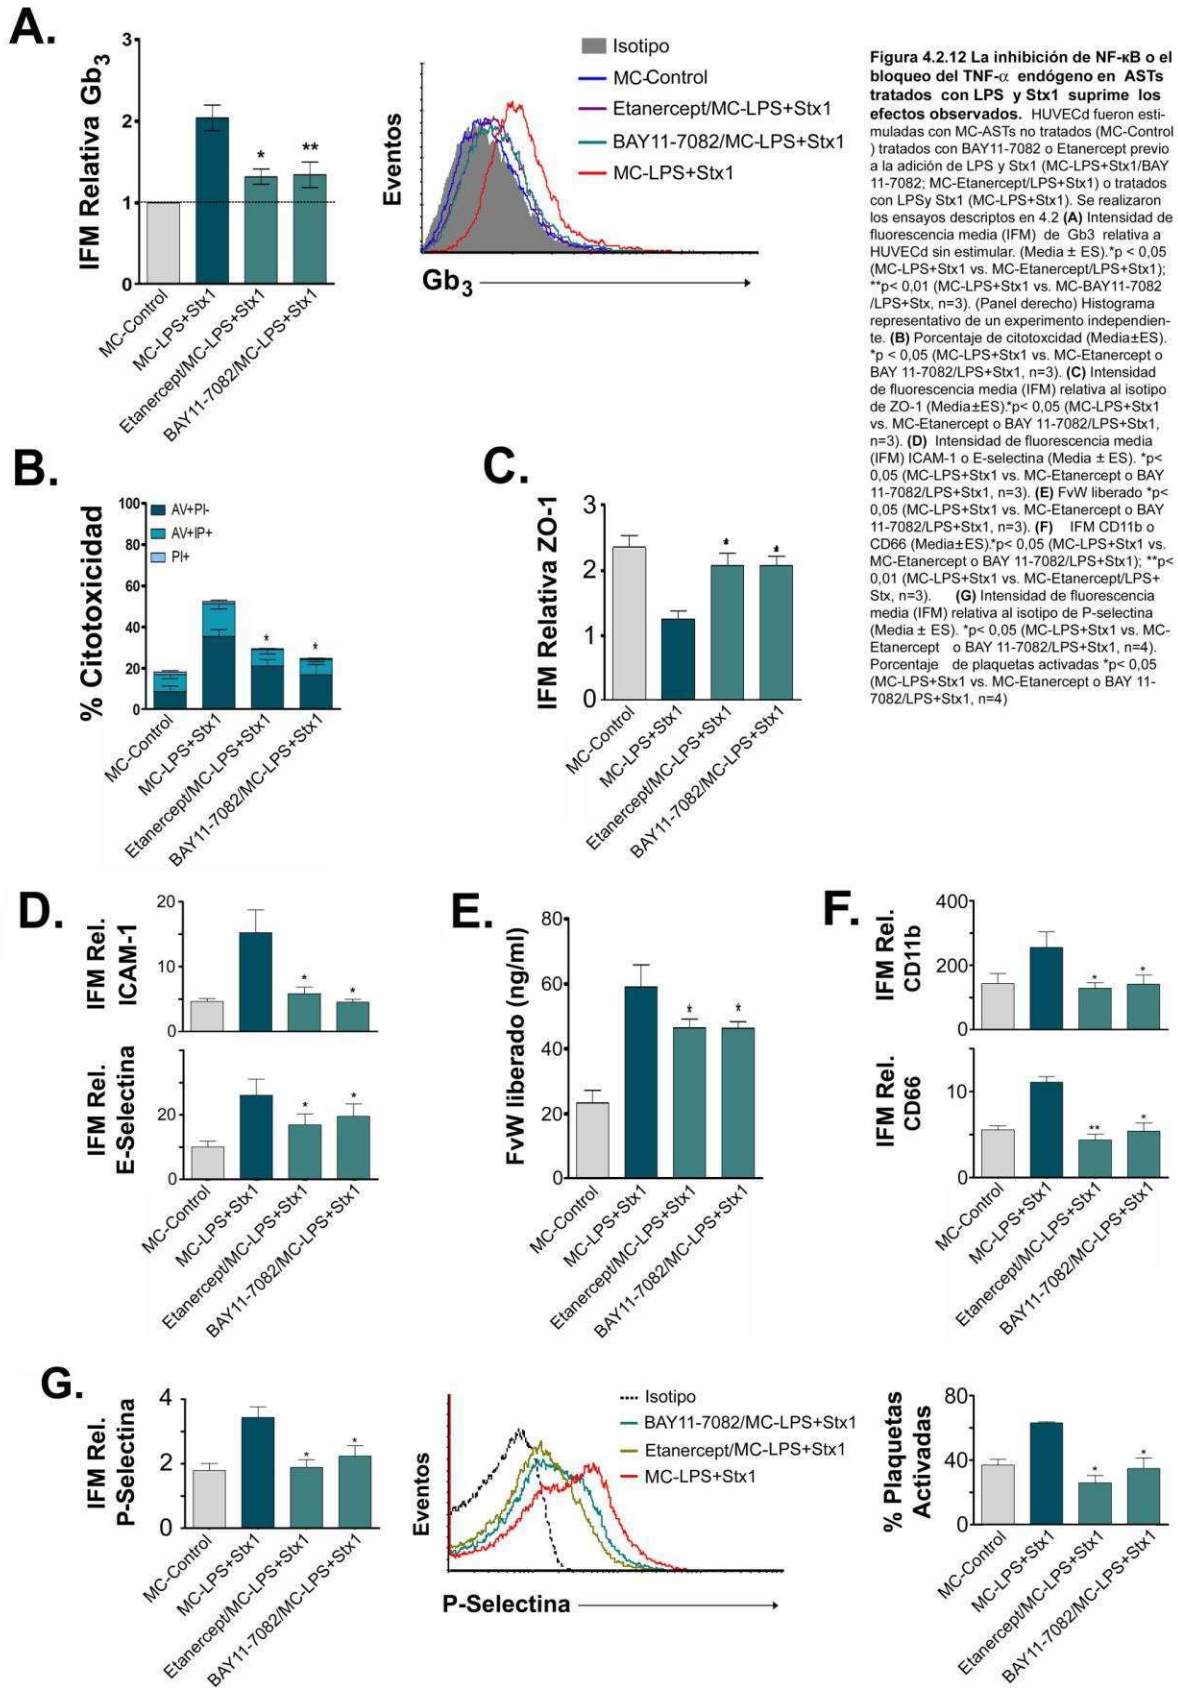 A.
IFM Relativa Gb3
3
2
1
0
*
**
MC-Control
MC-LPS+Stx1
Etanercept/MC-LPS+Stx1
BAY11-7082/MC-LPS+Stx1
Eventos
Gb3
Isotipo
MC-Control
Etanercept/MC-LPS+Stx1
BAY11-7082/MC-LPS+Stx1
MC-LPS+Stx1
Figura 4.2.12 La inhibición de NF-κB o el
bloqueo del TNF-α endógeno en ASTs
tratados con LPS y Stx1 suprime los
efectos observados. HUVECd fueron esti-
muladas con MC-ASTs no tratados (MC-Control
) tratados con BAY11-7082 o Etanercept previo
a la adición de LPS y Stx1 (MC-LPS+Stx1/BAY
11-7082; MC-Etanercept/LPS+Stx1) o tratados
con LPSy Stx1 (MC-LPS+Stx1). Se realizaron
los ensayos descriptos en 4.2 (A) Intensidad de
fluorescencia media (IFM) de Gb3 relativa a
HUVECd sin estimular. (Media ± ES).*p < 0,05
(MC-LPS+Stx1 vs. MC-Etanercept/LPS+Stx1);
**p< 0,01 (MC-LPS+Stx1 vs. MC-BAY11-7082
/LPS+Stx, n=3). (Panel derecho) Histograma
representativo de un experimento independien-
te. (B) Porcentaje de citotoxcidad (Media±ES).
*p < 0,05 (MC-LPS+Stx1 vs. MC-Etanercept o
BAY 11-7082/LPS+Stx1, n=3). (C) Intensidad
de fluorescencia media (IFM) relativa al isotipo
de ZO-1 (Media±ES).*p< 0,05 (MC-LPS+Stx1
vs. MC-Etanercept o BAY 11-7082/LPS+Stx1,
n=3). (D) Intensidad de fluorescencia media
(IFM) ICAM-1 o E-selectina (Media ± ES). *p<
0,05 (MC-LPS+Stx1 vs. MC-Etanercept o BAY
11-7082/LPS+Stx1, n=3). (E) FvW liberado *p<
0,05 (MC-LPS+Stx1 vs. MC-Etanercept o BAY
11-7082/LPS+Stx1, n=3). (F) IFM CD11b o
CD66 (Media±ES).*p< 0,05 (MC-LPS+Stx1 vs.
MC-Etanercept o BAY 11-7082/LPS+Stx1); **p<
0,01 (MC-LPS+Stx1 vs. MC-Etanercept/LPS+
Stx, n=3). (G) Intensidad de fluorescencia
media (IFM) relativa al isotipo de P-selectina
(Media ± ES). *p< 0,05 (MC-LPS+Stx1 vs. MC-
Etanercept o BAY 11-7082/LPS+Stx1, n=4).
Porcentaje de plaquetas activadas *p< 0,05
(MC-LPS+Stx1 vs. MC-Etanercept o BAY 11-
7082/LPS+Stx1, n=4)
B.
% Citotoxicidad
100
80
60
40
20
0
AV+PI-
AV+IP+
PI+
*
*
MC-Control
MC-LPS+Stx1
Etanercept/MC-LPS+Stx1
BAY11-7082/MC-LPS+Stx1
C.
IFM Relativa ZO-1
3
2
1
0
*
*
MC-Control
MC-LPS+Stx1
Etanercept/MC-LPS+Stx1
BAY11-7082/MC-LPS+Stx1
D.
IFM Rel.
ICAM-1
20
10
0
*
*
IFM Rel.
E-Selectina
20
0
*
*
MC-Control
MC-LPS+Stx1
Etanercept/MC-LPS+Stx1
BAY11-7082/MC-LPS+Stx1
E.
FvW liberado (ng/ml)
80
60
40
20
0
*
*
MC-Control
MC-LPS+Stx1
Etanercept/MC-LPS+Stx1
BAY11-7082/MC-LPS+Stx1
F.
IFM Rel.
CD11b
400
200
0
*
*
IFM Rel.
CD66
10
0
**
*
MC-Control
MC-LPS+Stx1
Etanercept/MC-LPS+Stx1
BAY11-7082/MC-LPS+Stx1
G.
IFM Rel.
P-Selectina
4
2
0
*
*
MC-Control
MC-LPS+Stx1
Etanercept/MC-LPS+Stx1
BAY11-7082/MC-LPS+Stx1
Eventos
P-Selectina
Isotipo
BAY11-7082/MC-LPS+Stx1
Etanercept/MC-LPS+Stx1
MC-LPS+Stx1
% Plaquetas
Activadas
80
40
0
*
*
MC-Control
MC-LPS+Stx1
Etanercept/MC-LPS+Stx1
BAY11-7082/MC-LPS+Stx1